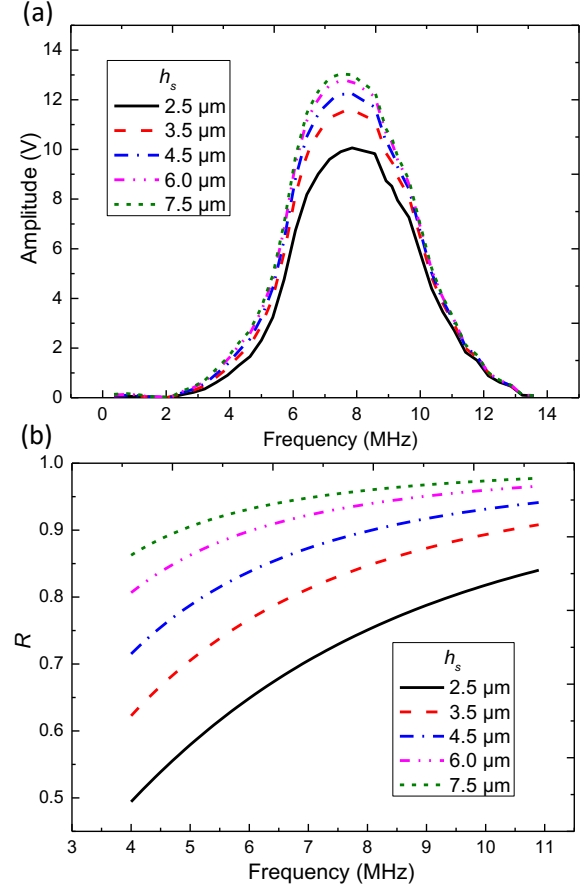 (a)
14
12
10
8
6
4
2
0
Amplitude (V)
hs
2.5 µm
3.5 µm
4.5 µm
6.0 µm
7.5 µm
0 2 4 6 8 10 12 14
Frequency (MHz)
(b)
1.0
0.9
0.8
0.7
0.6
0.5
R
hs
2.5 µm
3.5 µm
4.5 µm
6.0 µm
7.5 µm
3 4 5 6 7 8 9 10 11
Frequency (MHz)